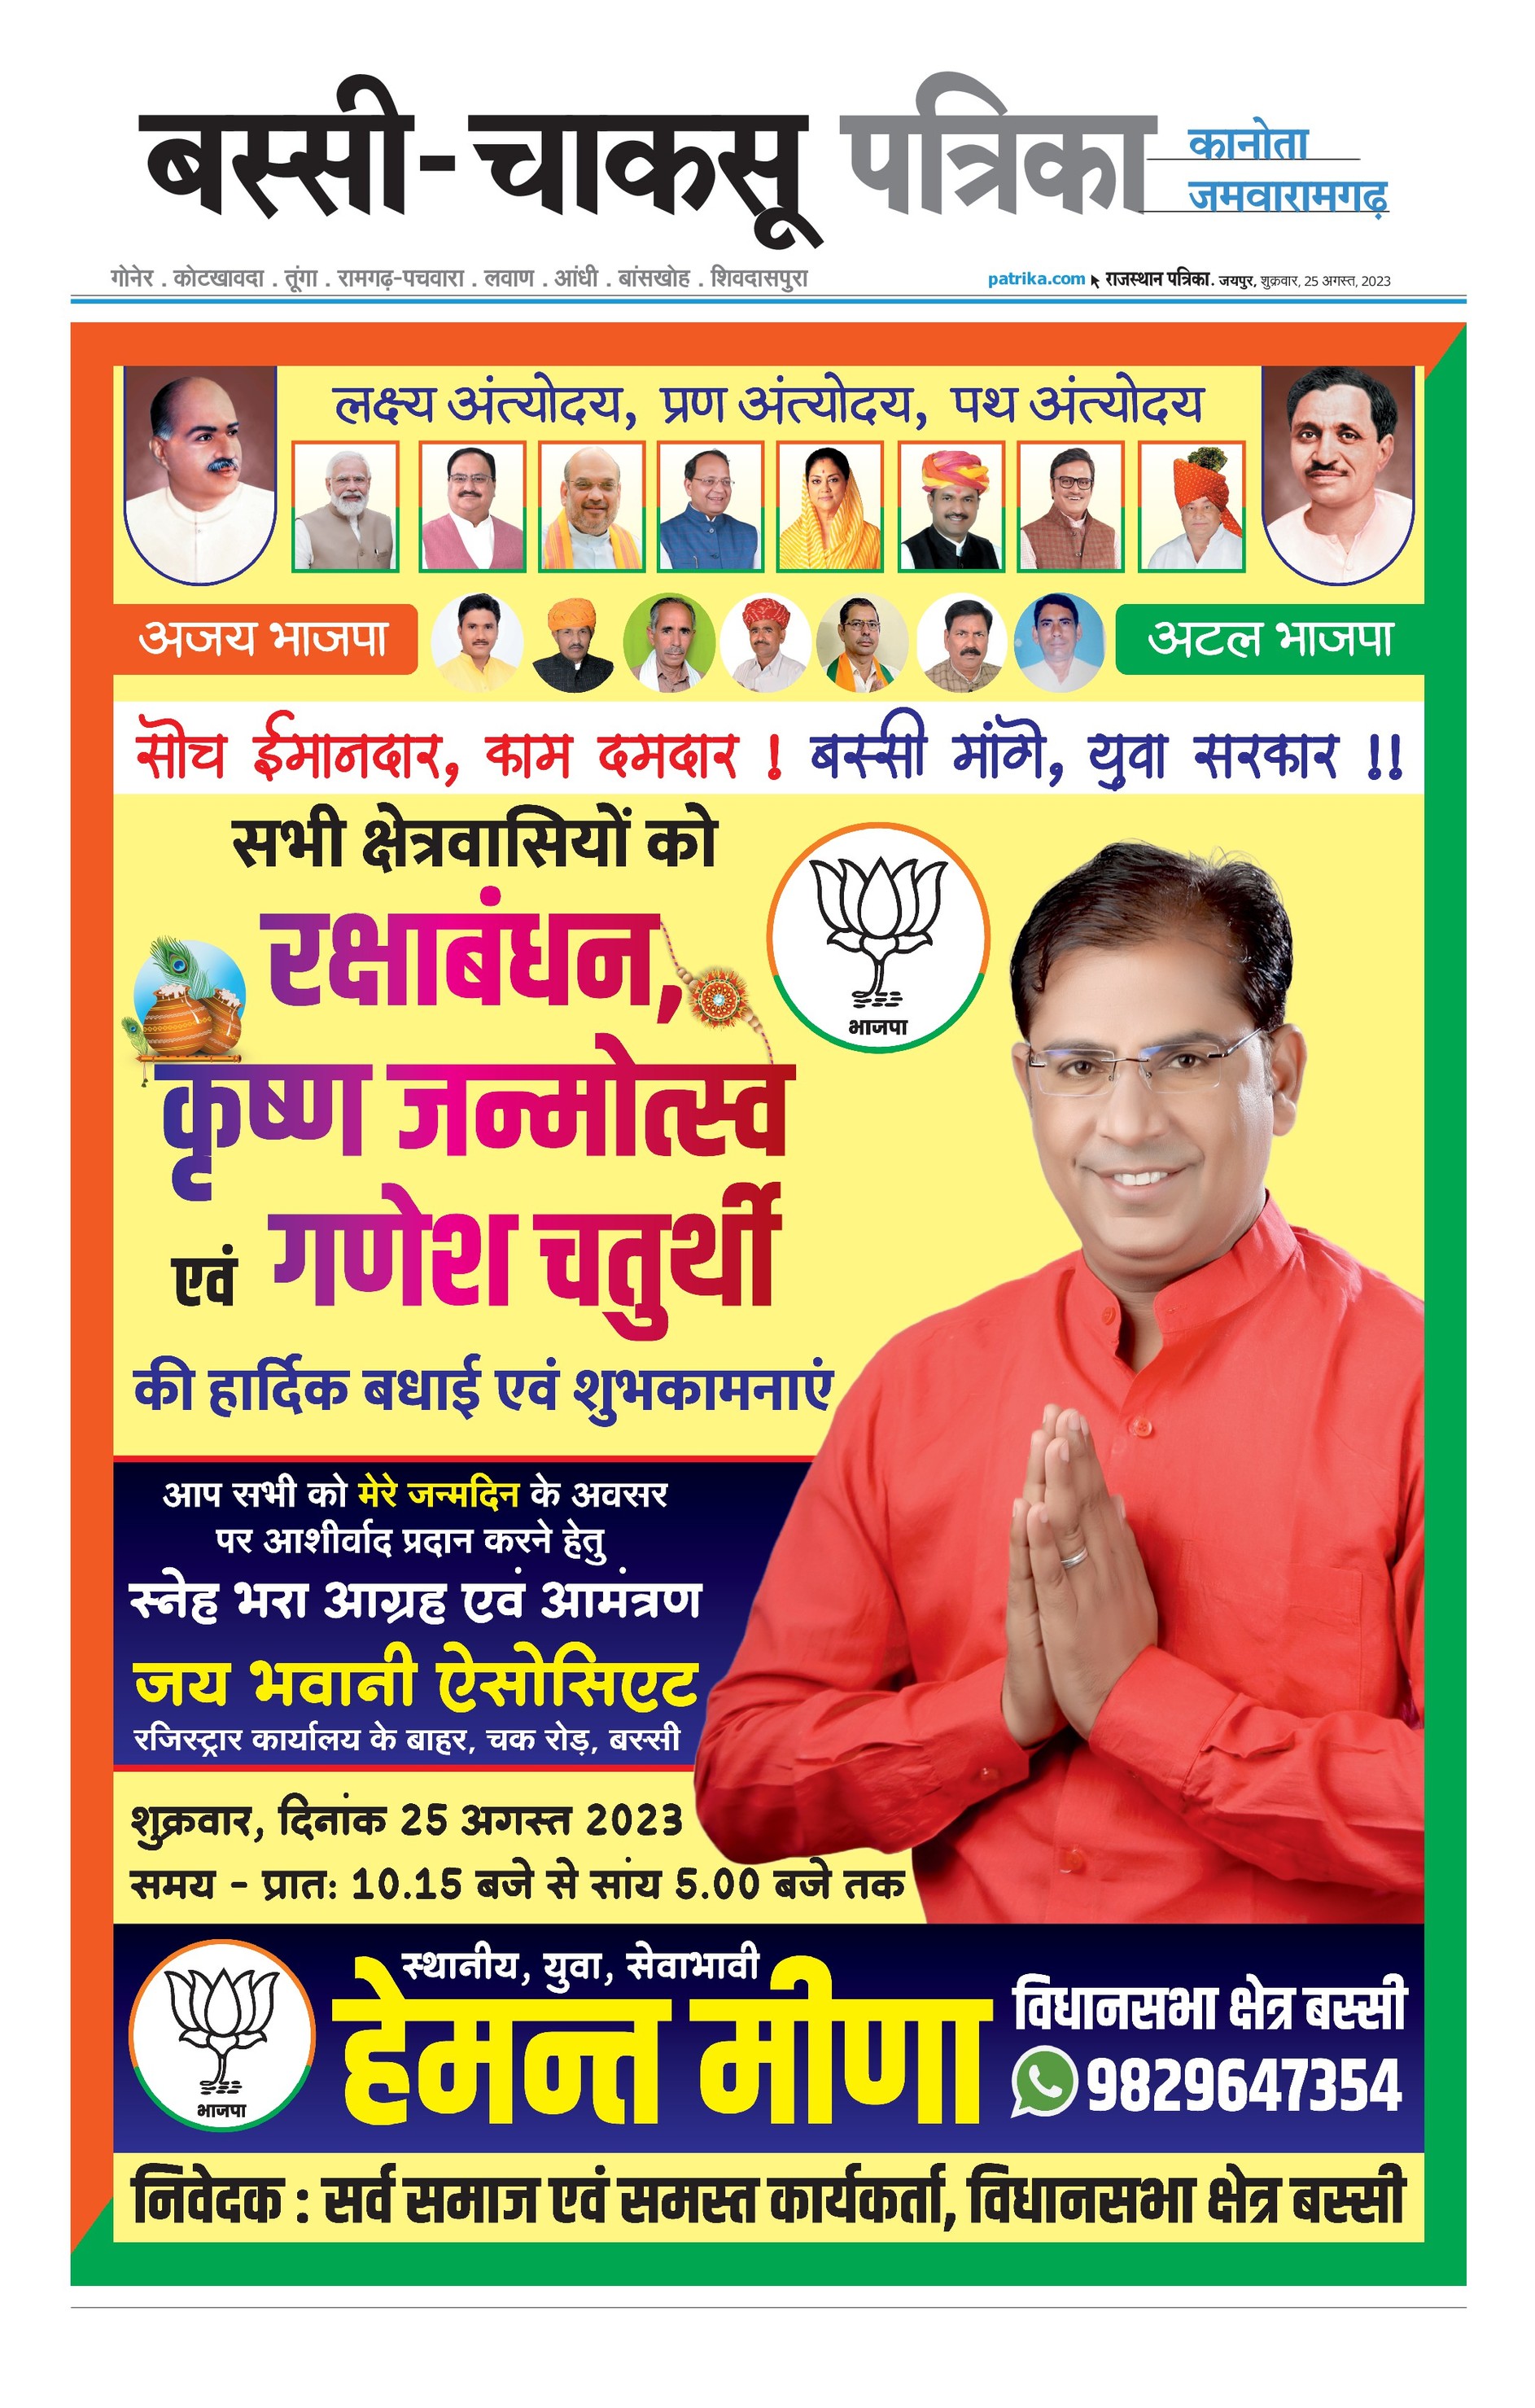 बस्सी-चाकसू पत्रिका
कानोता
जमवारामगढ़
गोनेर . कोटखावदा . तूंगा . रामगढ़-पचवारा . लवाण . आंधी . बांसखोह . शिवदासपुरा
patrika.com राजस्थान पत्रिका. जयपुर, शुक्रवार, 25 अगस्त, 2023
लक्ष्य अंत्योदय, प्रण अंत्योदय, पथ अंत्योदय
अजय भाजपा
अटल भाजपा
सोच ईमानदार, काम दमदार ! बस्सी मांगे, युवा सरकार !!
सभी क्षेत्रवासियों को
रक्षाबंधन,
कृष्ण जन्मोत्स्व
एवं गणेश चतुर्थी
की हार्दिक बधाई एवं शुभकामनाएं
भाजपा
आप सभी को मेरे जन्मदिन के अवसर
पर आशीर्वाद प्रदान करने हेतु
स्नेह भरा आग्रह एवं आमंत्रण
जय भवानी ऐसोसिएट
रजिस्ट्रार कार्यालय के बाहर, चक रोड़, बस्सी
शुक्रवार, दिनांक 25 अगस्त 2023
समय - प्रातः 10.15 बजे से सांय 5.00 बजे तक
भाजपा
स्थानीय, युवा, सेवाभावी
हेमन्त मीणा
विधानसभा क्षेत्र बस्सी
9829647354
निवेदक : सर्व समाज एवं समस्त कार्यकर्ता, विधानसभा क्षेत्र बस्सी